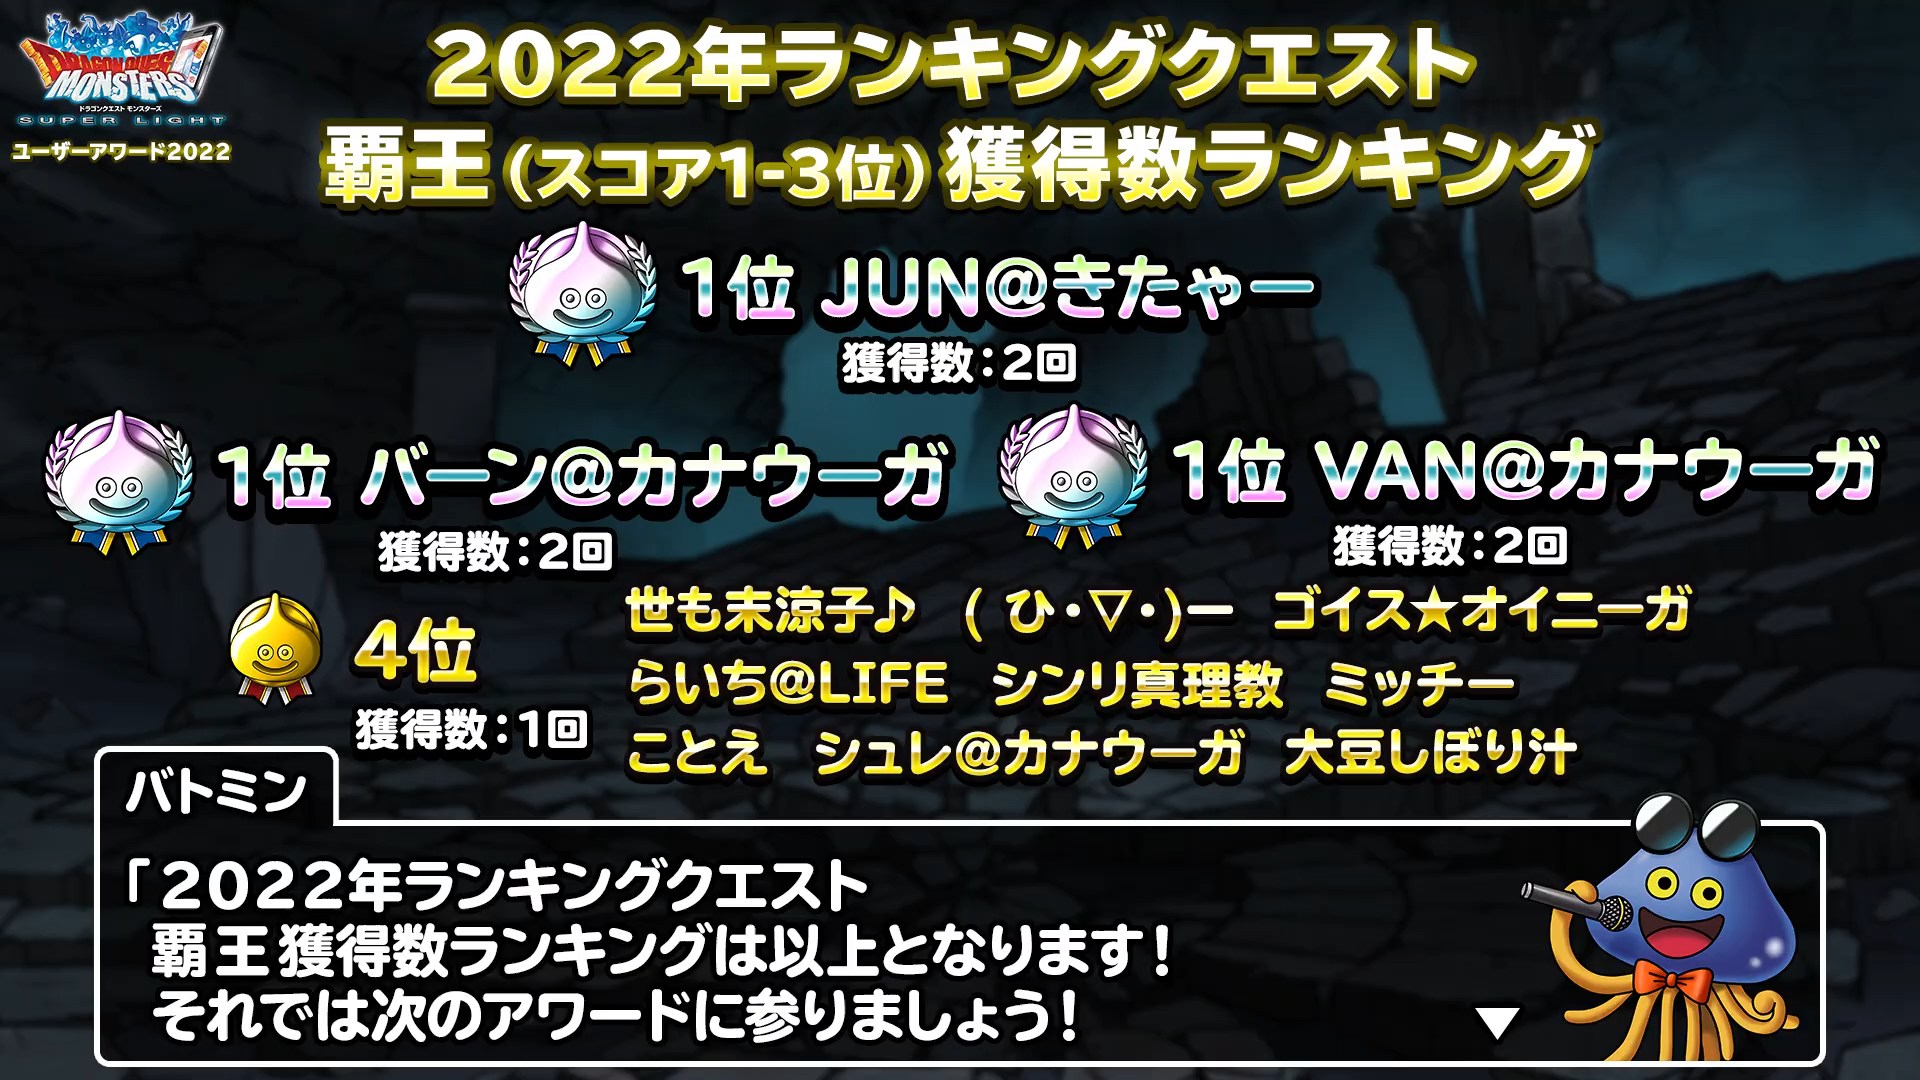 DRAGON QUEST
MONSTERS
ドラゴンクエスト モンスターズ
SUPER LIGHT
ユーザーアワード2022
2022年ランキングクエスト
覇王（スコア1-3位）獲得数ランキング
1位 JUN@きたゃー
獲得数：2回
1位 バーン@カナウーガ
獲得数：2回
1位 VAN@カナウーガ
獲得数：2回
4位
獲得数：1回
世も末涼子♪ ( ひ・▽・)ー ゴイス★オイニーガ
らいち@LIFE シンリ真理教 ミッチー
ことえ シュレ@カナウーガ 大豆しぼり汁
バトミン
「２０２２年ランキングクエスト
覇王獲得数ランキングは以上となります！
それでは次のアワードに参りましょう！